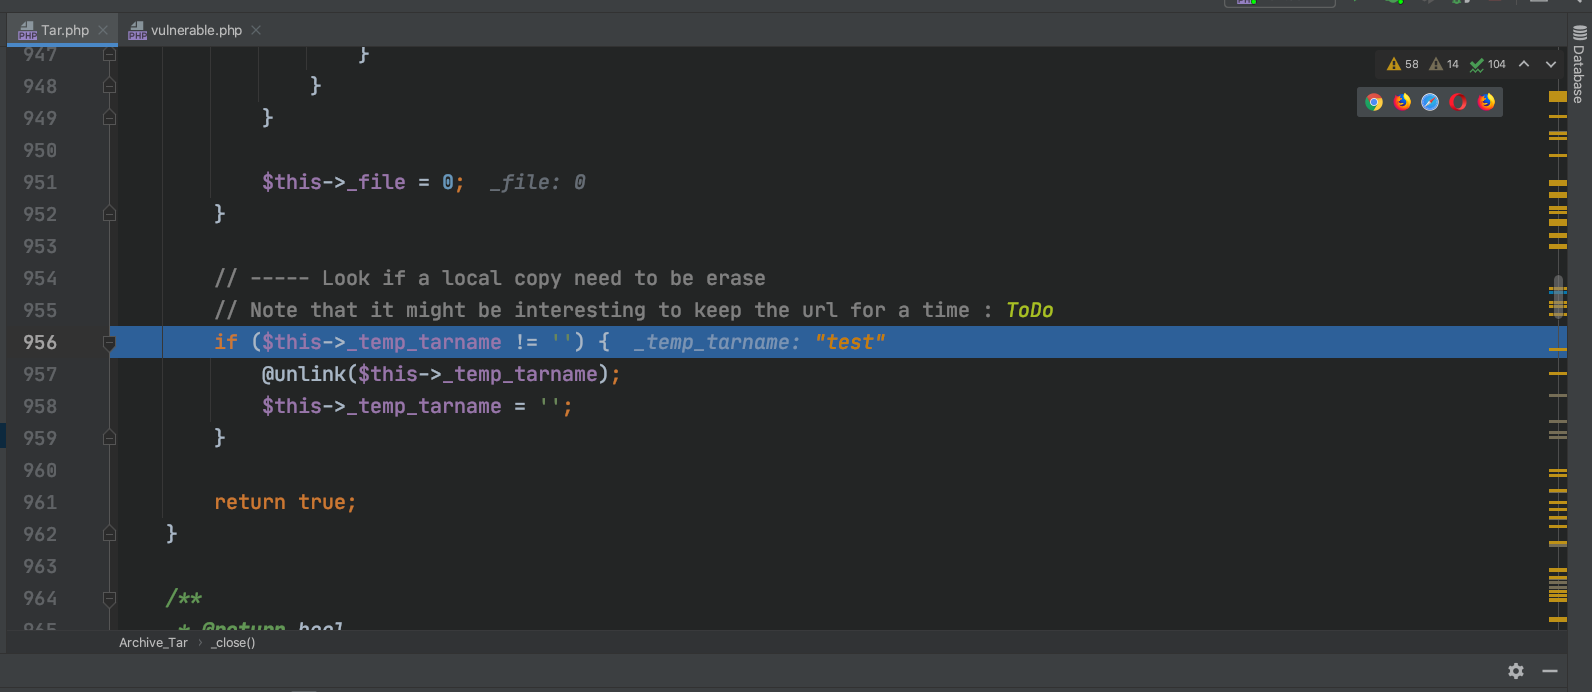 Tar.php
vulnerable.php
58 14 104
Database
947 }
948 }
949 }
950
951 $this->_file = 0; _file: 0
952 }
953
954 // ----- Look if a local copy need to be erase
955 // Note that it might be interesting to keep the url for a time : ToDo
956 if ($this->_temp_tarname != '') { _temp_tarname: "test"
957 @unlink($this->_temp_tarname);
958 $this->_temp_tarname = '';
959 }
960
961 return true;
962 }
963
964 /**
965 * @return bool
Archive_Tar › _close()